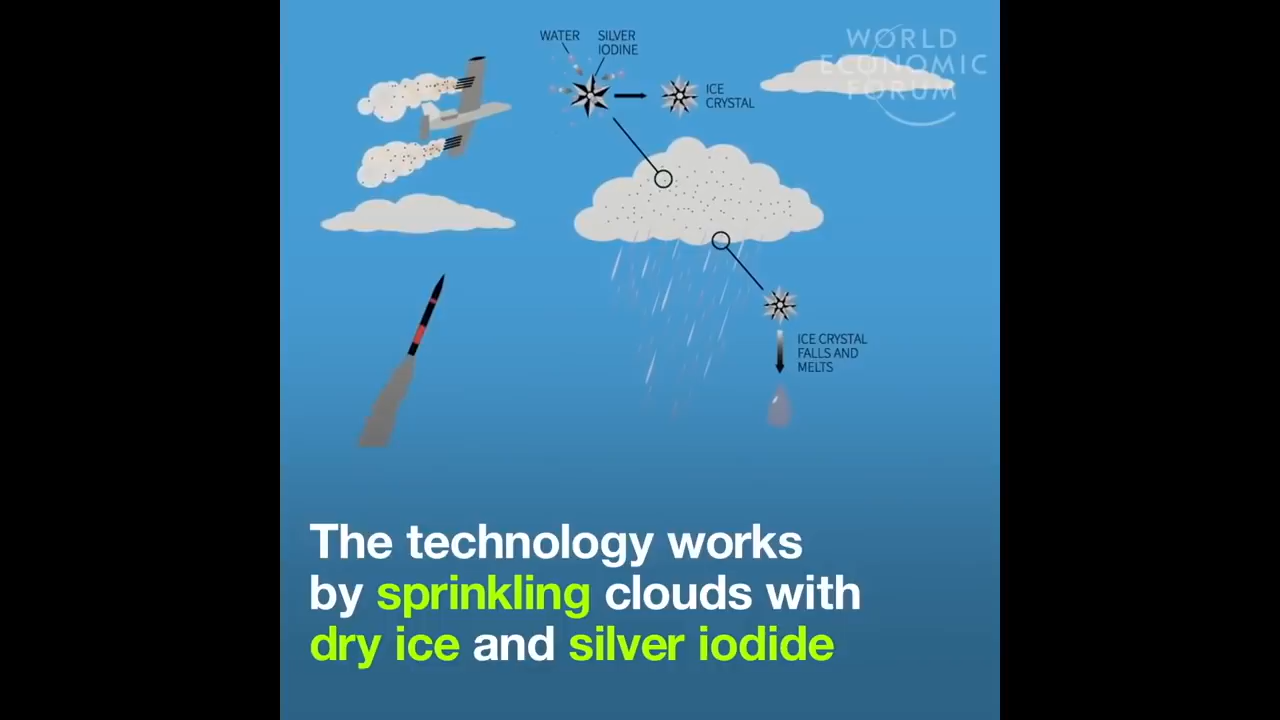 WATER
SILVER
IODINE
ICE
CRYSTAL
WORLD
ECONOMIC
FORUM
ICE CRYSTAL
FALLS AND
MELTS
The technology works
by sprinkling clouds with
dry ice and silver iodide